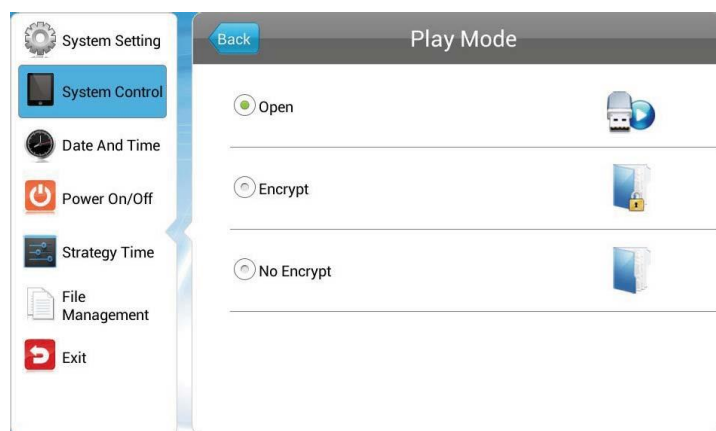 System Setting
System Control
Date And Time
Power On/Off
Strategy Time
File
Management
Exit
Back
Play Mode
Open
Encrypt
No Encrypt